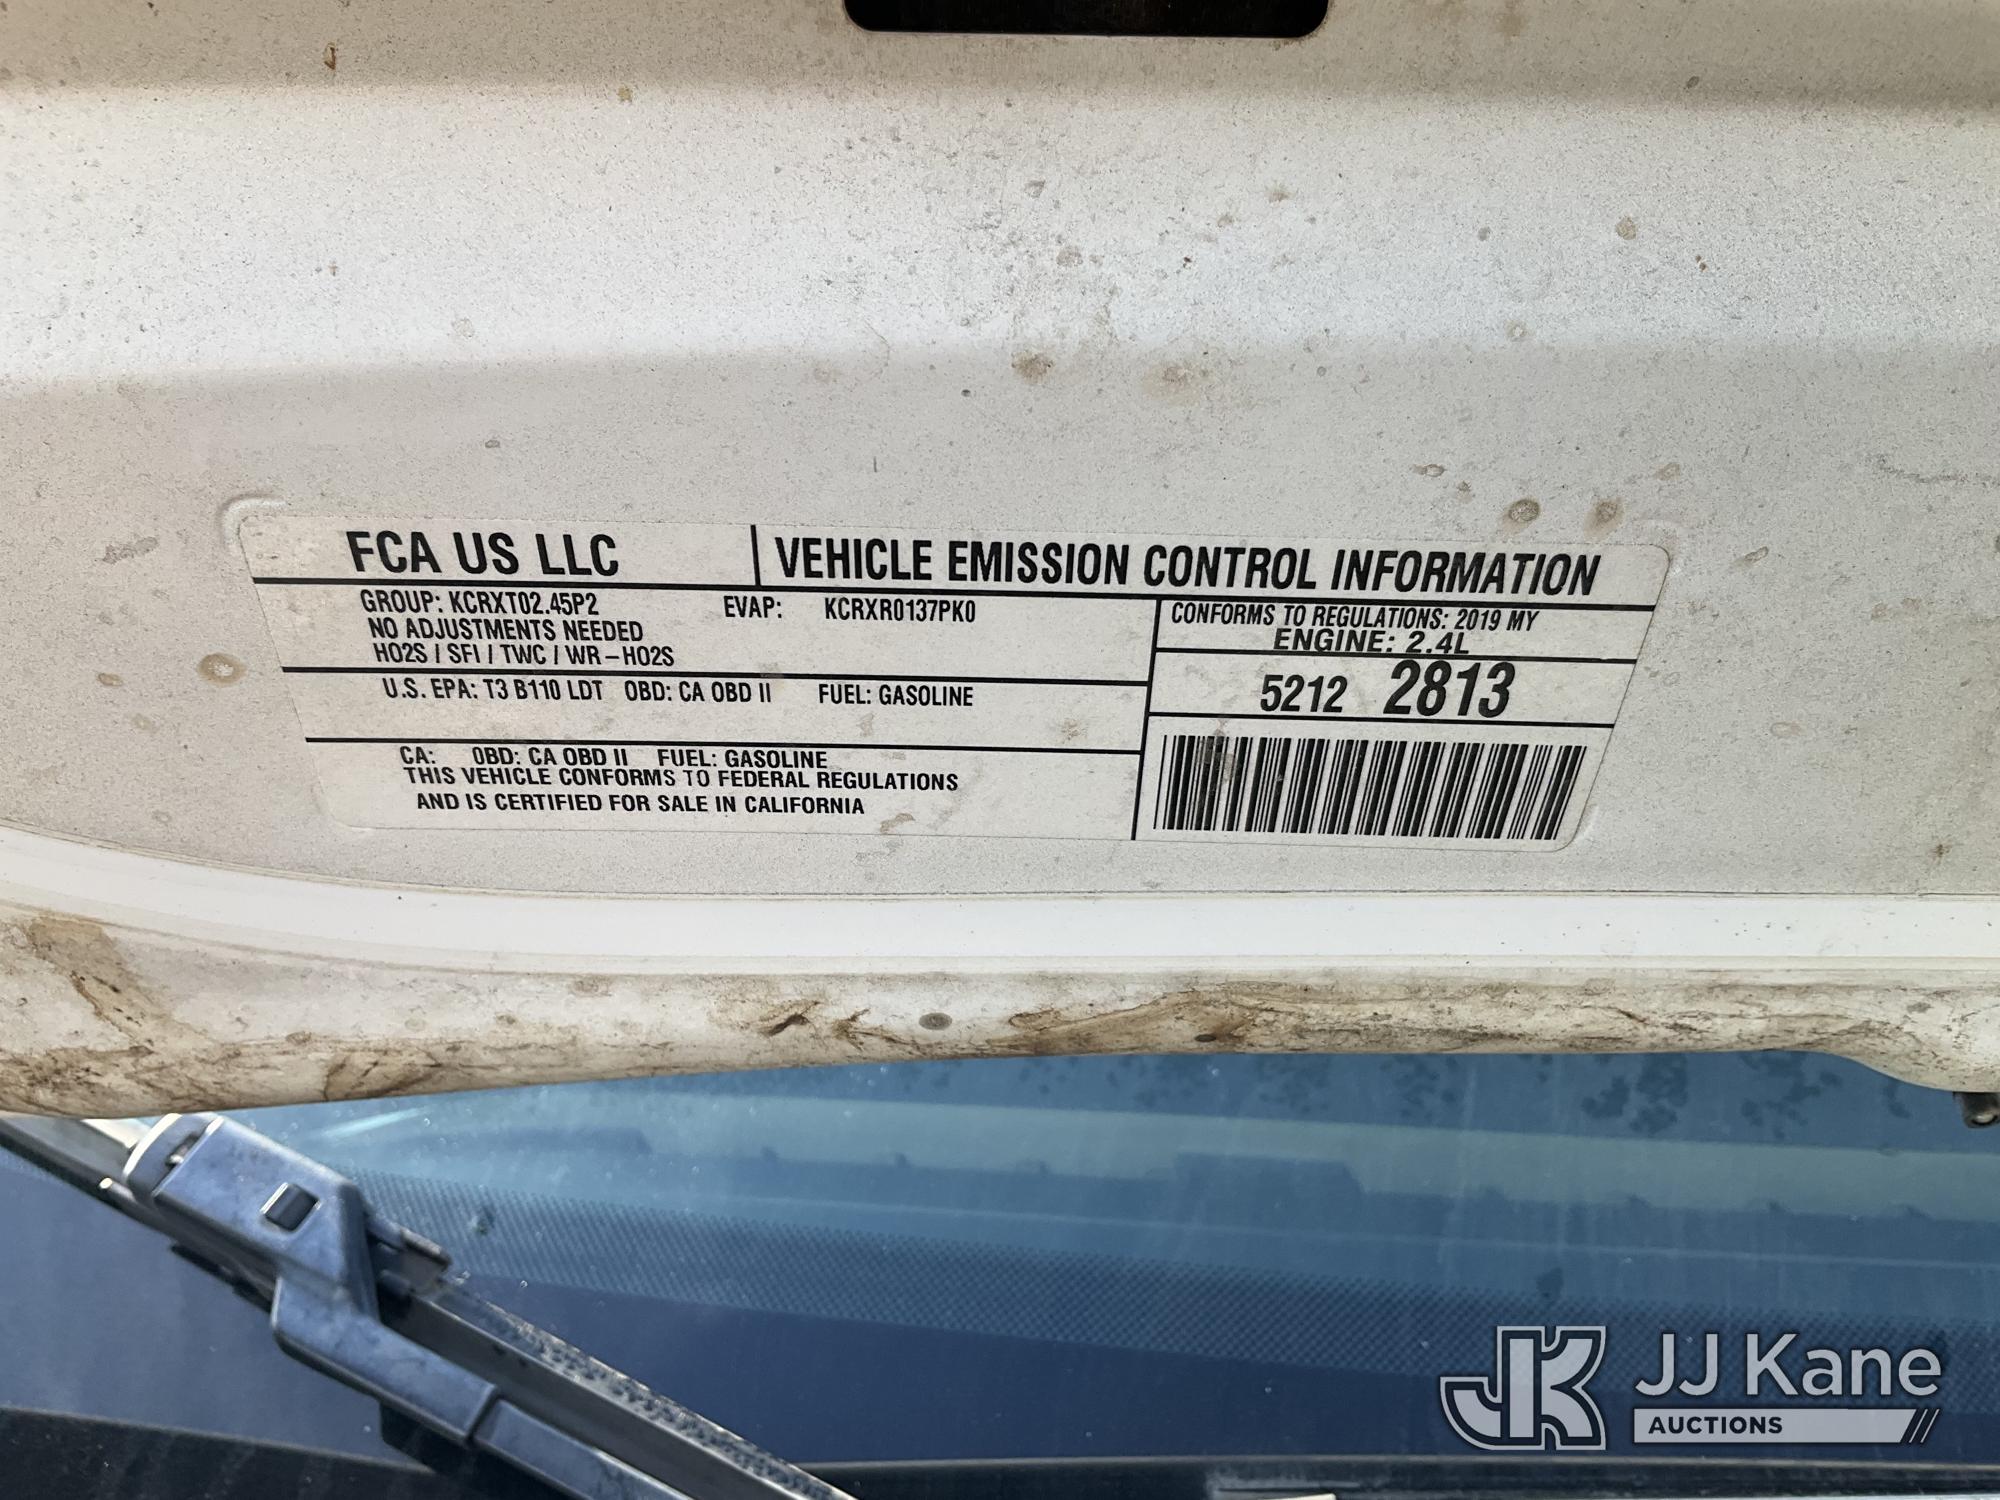 FCA US LLC
VEHICLE EMISSION CONTROL INFORMATION
GROUP: KCRXT02.45P2 EVAP: KCRXR0137PK0
NO ADJUSTMENTS NEEDED
HO2S / SFI / TWC / WR-HO2S
CONFORMS TO REGULATIONS: 2019 MY
ENGINE: 2.4L
U.S. EPA: T3 B110 LDT OBD: CA OBD II FUEL: GASOLINE
5212 2813
CA: OBD: CA OBD II FUEL: GASOLINE
THIS VEHICLE CONFORMS TO FEDERAL REGULATIONS
AND IS CERTIFIED FOR SALE IN CALIFORNIA
JK JJ Kane
AUCTIONS